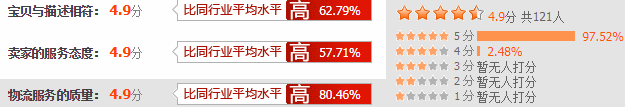 宝贝与描述相符： 4.9分 比同行业平均水平 高 62.79%
卖家的服务态度： 4.9分 比同行业平均水平 高 57.71%
物流服务的质量： 4.9分 比同行业平均水平 高 80.46%
4.9分 共121人
5分 97.52%
4分 2.48%
3分 暂无人打分
2分 暂无人打分
1分 暂无人打分